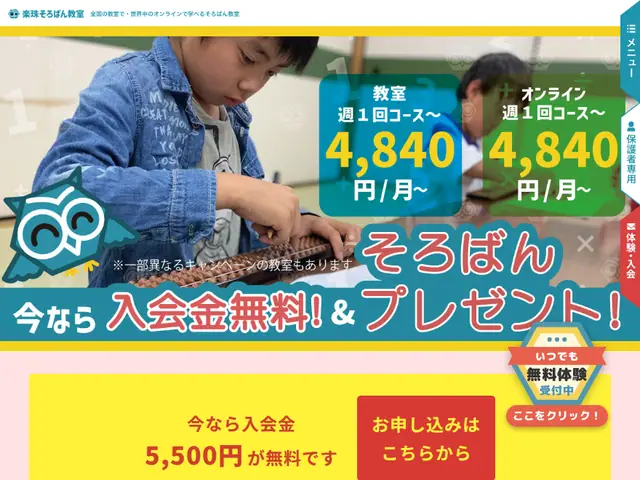 楽珠そろばん教室
全国の教室で・世界中のオンラインで学べるそろばん教室
メニュー
保護者専用
体験・入会
教室
週１回コース～
4,840
円/月～
オンライン
週１回コース～
4,840
円/月～
※一部異なるキャンペーンの教室もあります
そろばん
今なら入会金無料!&プレゼント!
いつでも
無料体験
受付中
ここをクリック！
今なら入会金
5,500円が無料です
お申し込みは
こちらから